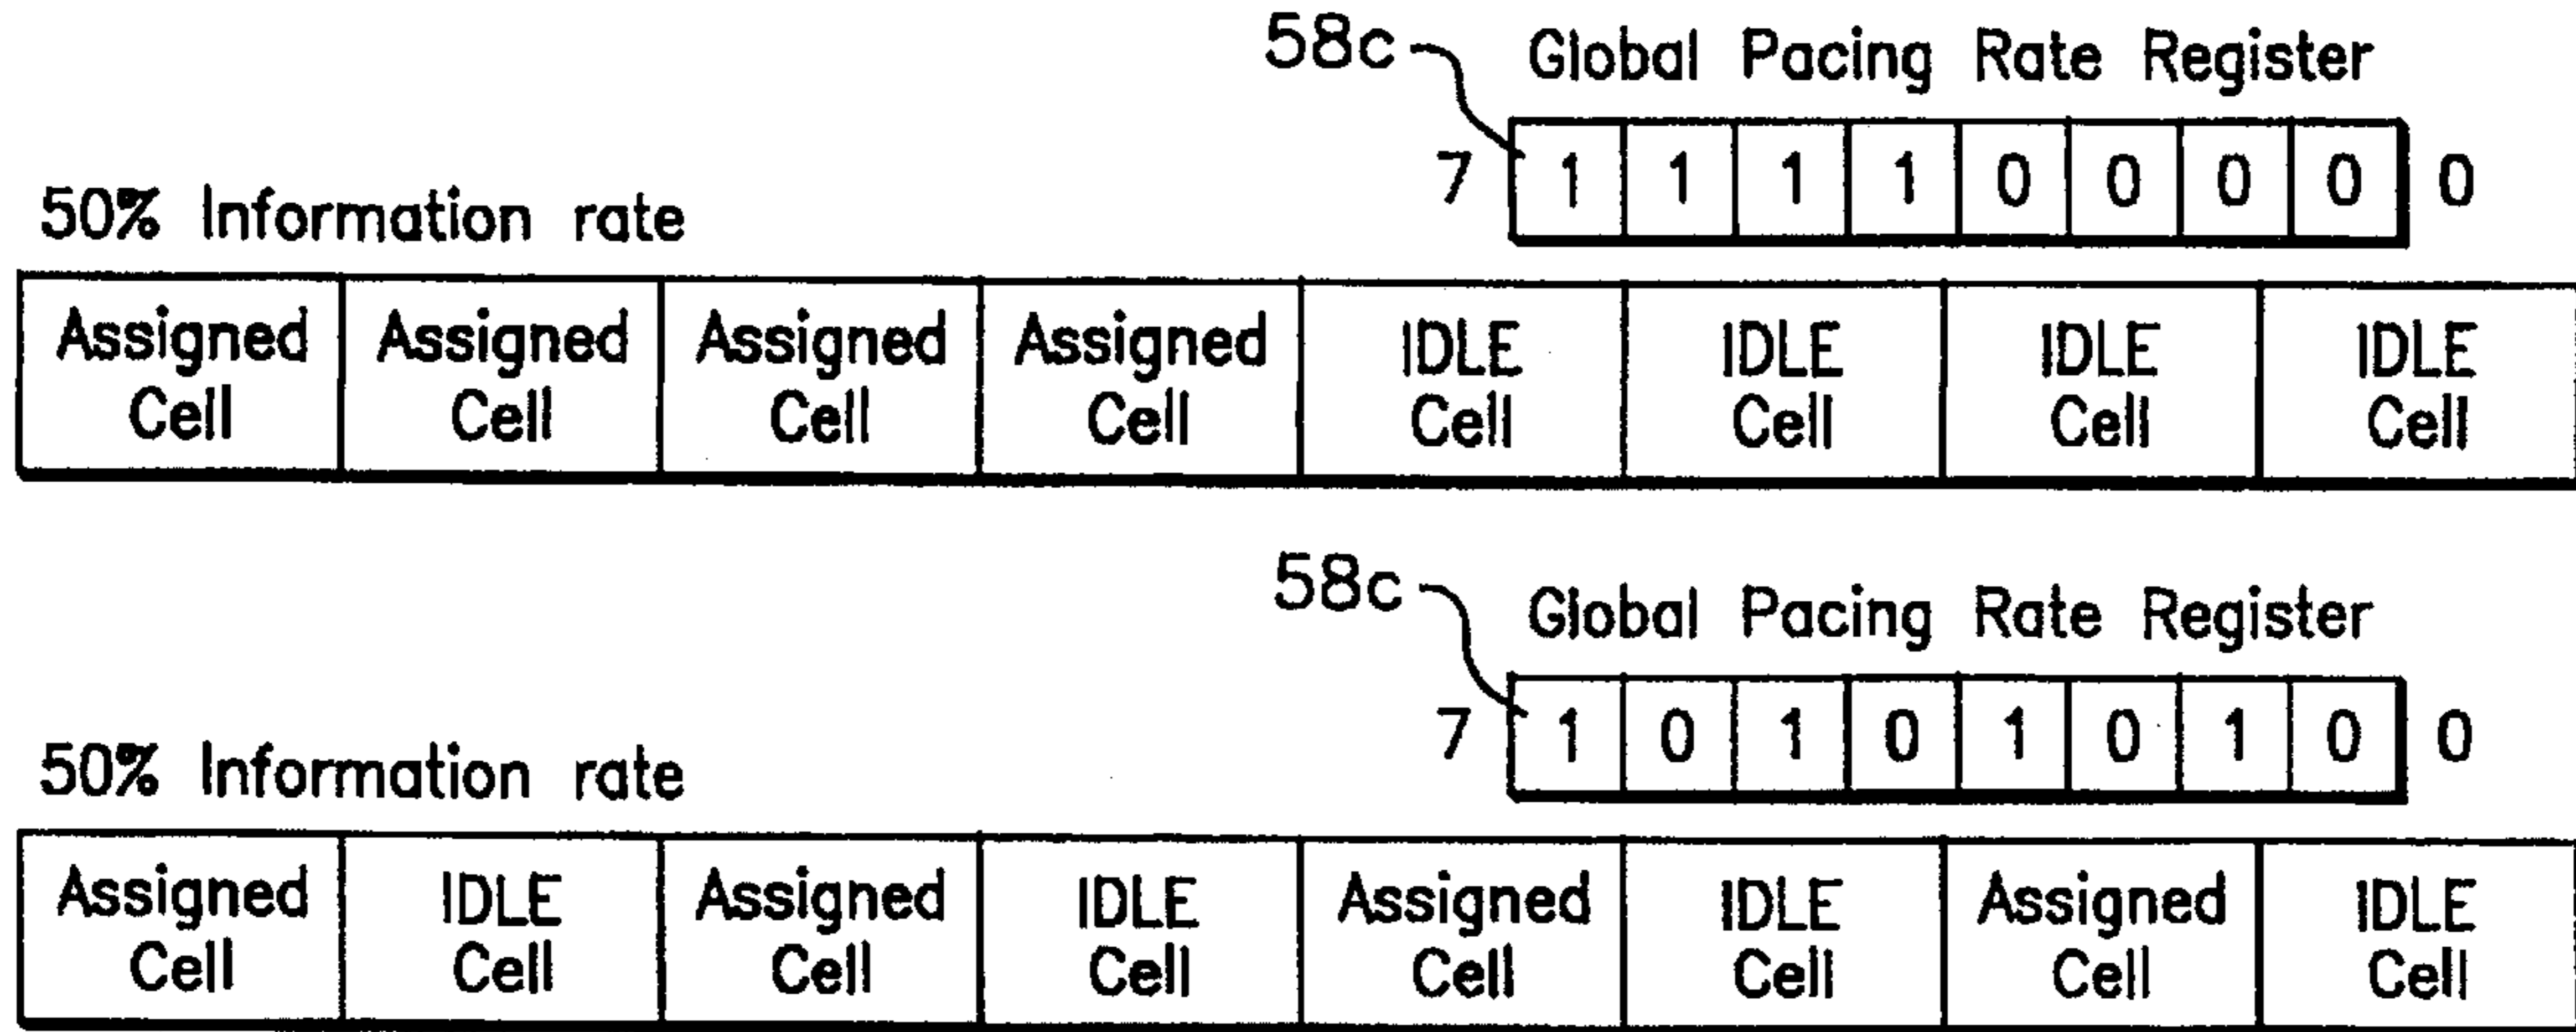 58c Global Pacing Rate Register
7 1 1 1 1 0 0 0 0 0
50% Information rate
Assigned Cell Assigned Cell Assigned Cell Assigned Cell IDLE Cell IDLE Cell IDLE Cell IDLE Cell
58c Global Pacing Rate Register
7 1 0 1 0 1 0 1 0 0
50% Information rate
Assigned Cell IDLE Cell Assigned Cell IDLE Cell Assigned Cell IDLE Cell Assigned Cell IDLE Cell